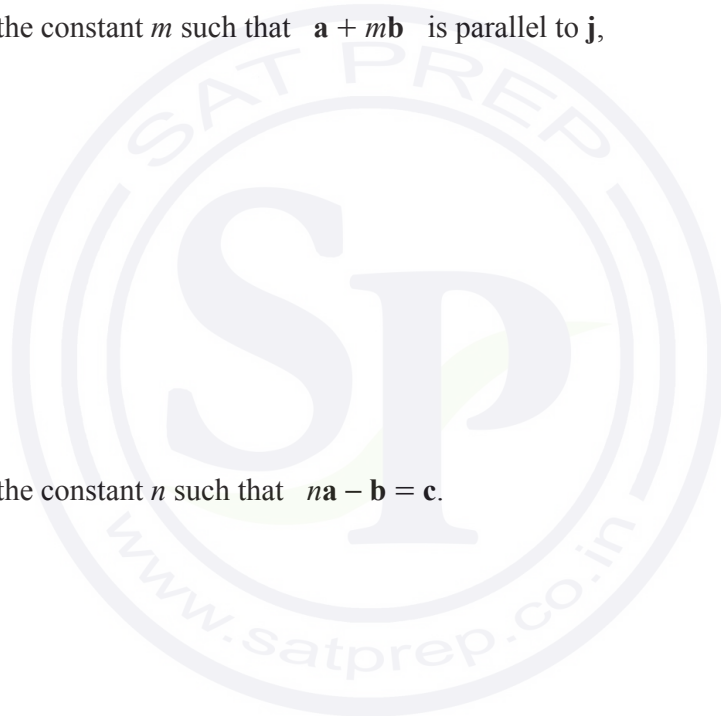 the constant m such that a + mb is parallel to j,
SAT PREP
SP
the constant n such that na − b = c.
www.satprep.co.in